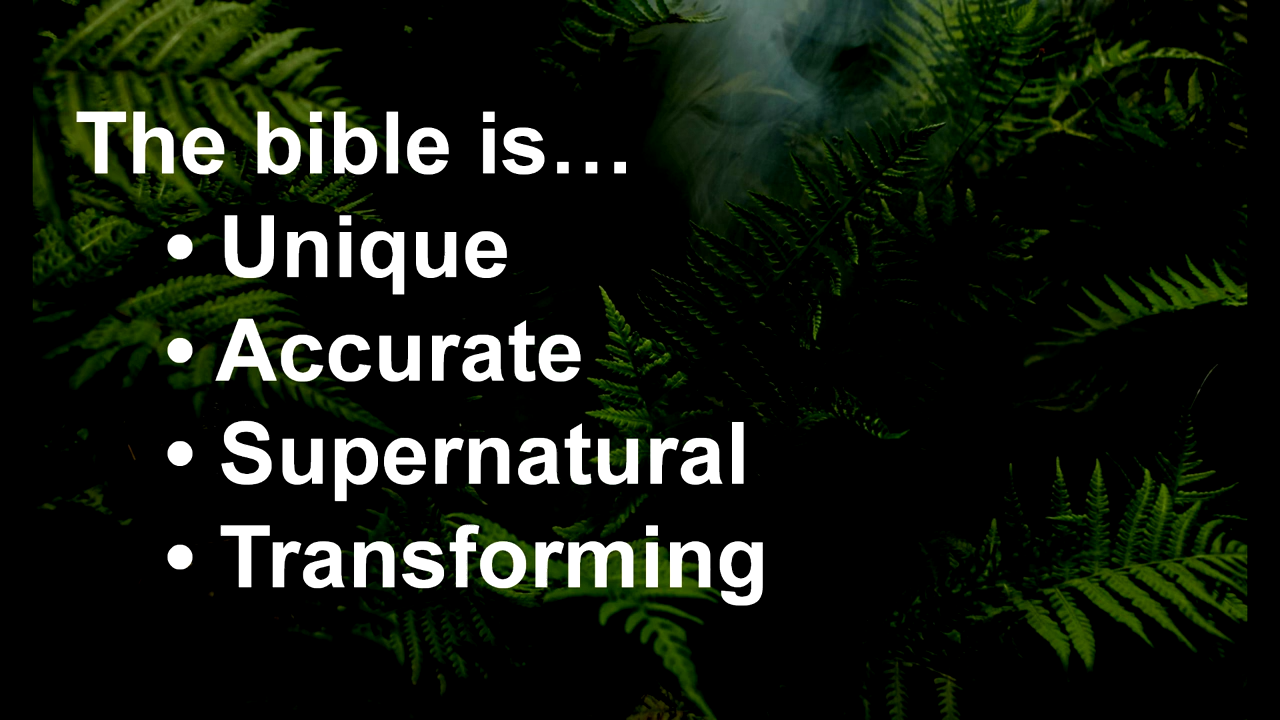 The bible is…
• Unique
• Accurate
• Supernatural
• Transforming